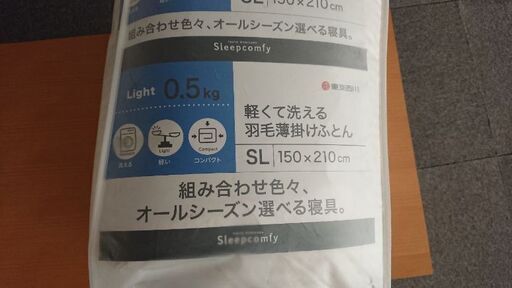 SL 150×210cm
組み合わせ色々、オールシーズン選べる寝具。
Sleepcomfy
Light 0.5kg
東京西川
軽くて洗える
羽毛薄掛けふとん
SL 150×210cm
Light
Compact
洗える
軽い
コンパクト
組み合わせ色々、
オールシーズン選べる寝具。
Sleepcomfy